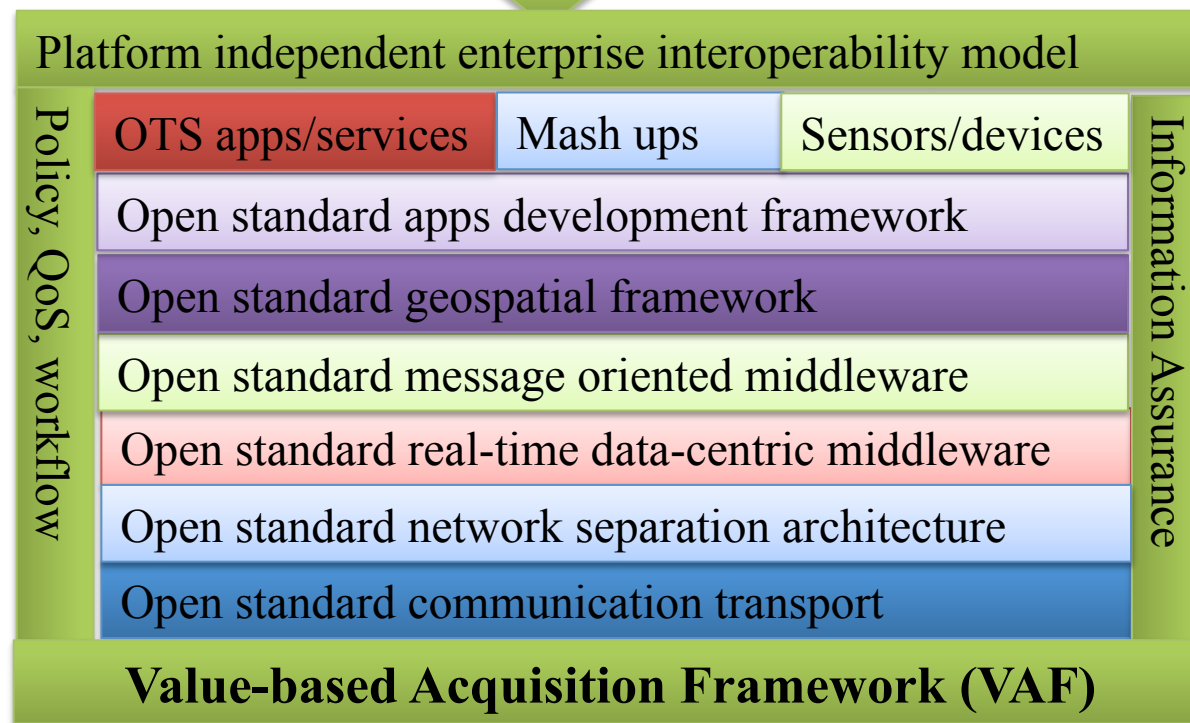 Platform independent enterprise interoperability model
Policy, QoS, workflow
OTS apps/services
Mash ups
Sensors/devices
Open standard apps development framework
Open standard geospatial framework
Open standard message oriented middleware
Open standard real-time data-centric middleware
Open standard network separation architecture
Open standard communication transport
Information Assurance
Value-based Acquisition Framework (VAF)